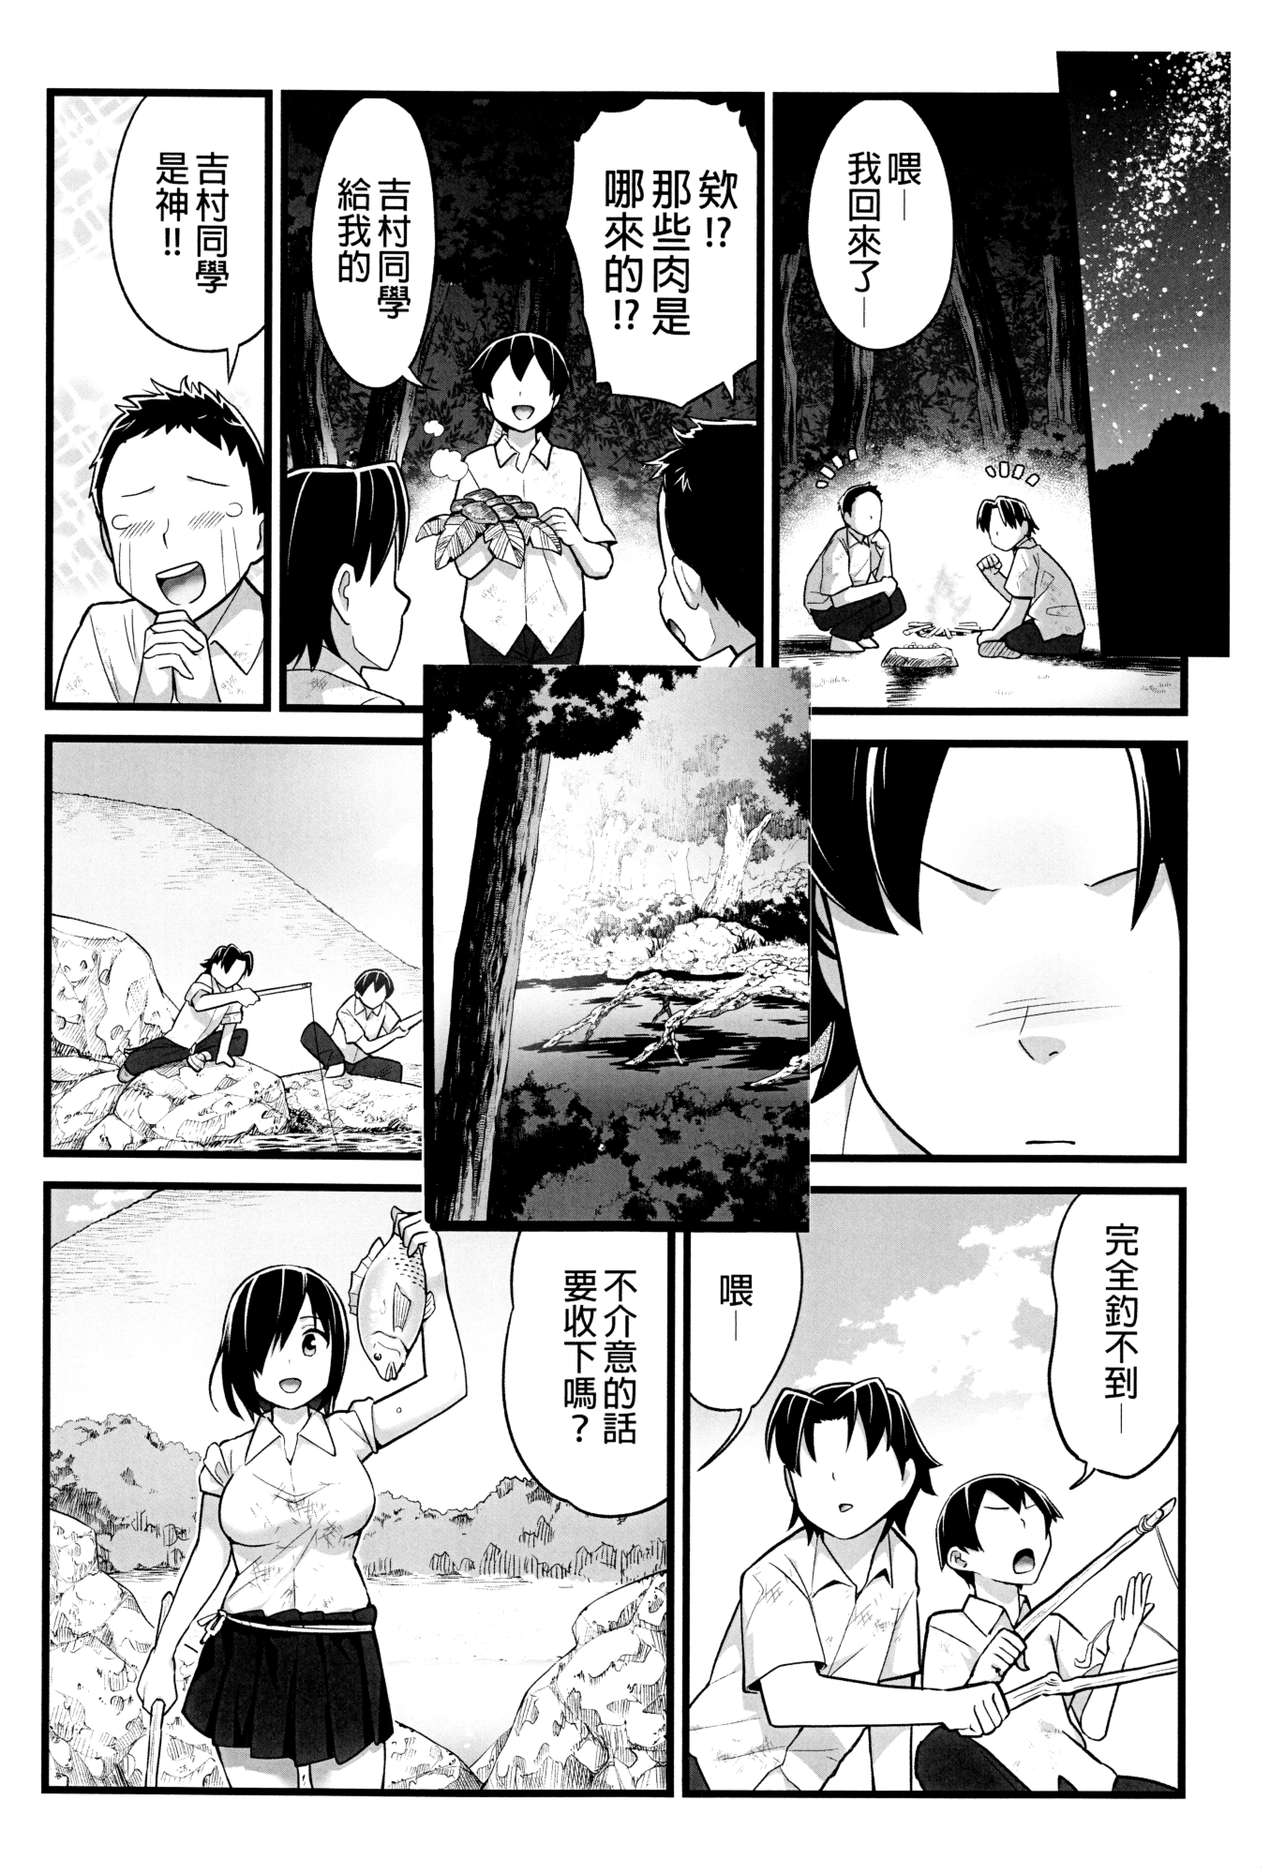 喂—
我回來了—
欸!?
那些肉是
哪來的!?
吉村同學
給我的
吉村同學
是神!!
完全釣不到—
喂—
不介意的話
要收下嗎？